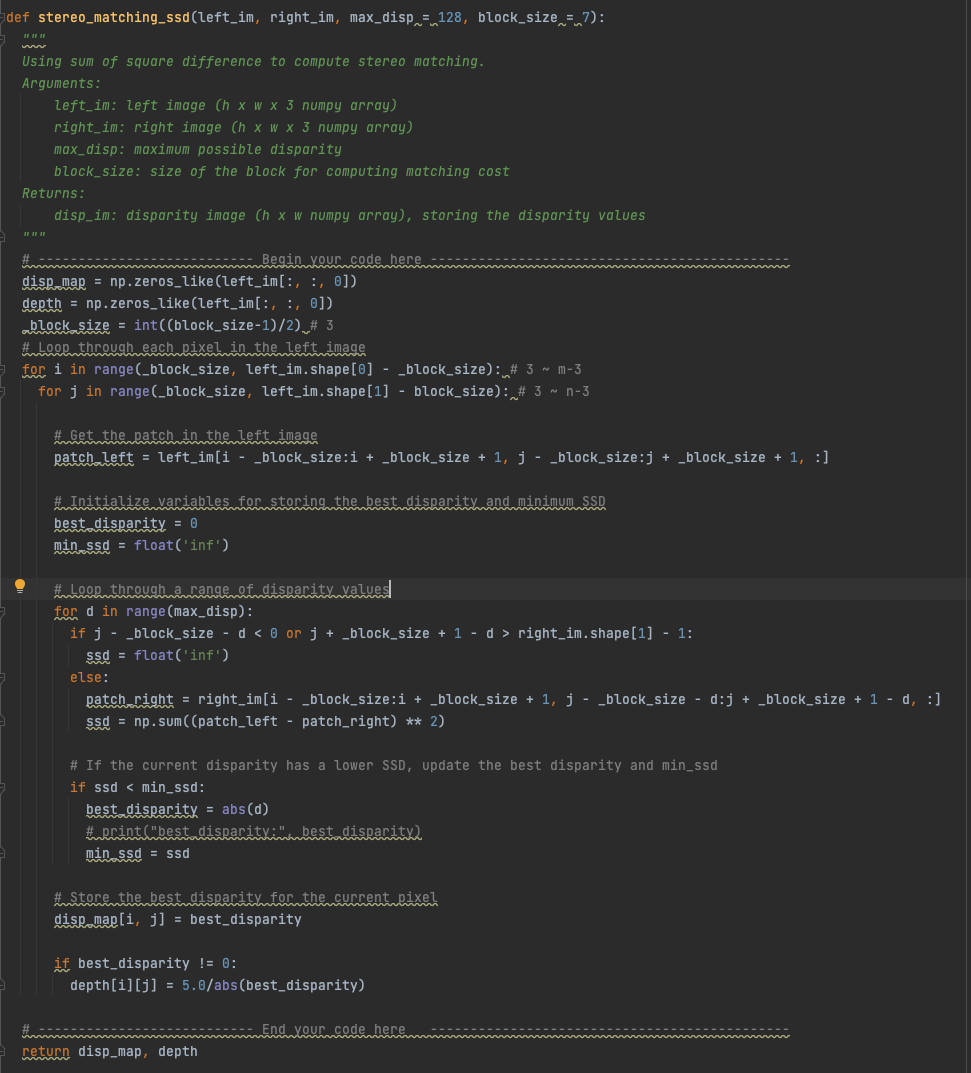 def stereo_matching_ssd(left_im, right_im, max_disp = 128, block_size = 7):
  """
  Using sum of square difference to compute stereo matching.
  Arguments:
      left_im: left image (h x w x 3 numpy array)
      right_im: right image (h x w x 3 numpy array)
      max_disp: maximum possible disparity
      block_size: size of the block for computing matching cost
  Returns:
      disp_im: disparity image (h x w numpy array), storing the disparity values
  """
  # --------------------------- Begin your code here ---------------------------------------------
  disp_map = np.zeros_like(left_im[:, :, 0])
  depth = np.zeros_like(left_im[:, :, 0])
  _block_size = int((block_size-1)/2) # 3
  # Loop through each pixel in the left image
  for i in range(_block_size, left_im.shape[0] - _block_size): # 3 ~ m-3
    for j in range(_block_size, left_im.shape[1] - block_size): # 3 ~ n-3

      # Get the patch in the left image
      patch_left = left_im[i - _block_size:i + _block_size + 1, j - _block_size:j + _block_size + 1, :]

      # Initialize variables for storing the best disparity and minimum SSD
      best_disparity = 0
      min_ssd = float('inf')

      # Loop through a range of disparity values
      for d in range(max_disp):
        if j - _block_size - d < 0 or j + _block_size + 1 - d > right_im.shape[1] - 1:
          ssd = float('inf')
        else:
          patch_right = right_im[i - _block_size:i + _block_size + 1, j - _block_size - d:j + _block_size + 1 - d, :]
          ssd = np.sum((patch_left - patch_right) ** 2)

        # If the current disparity has a lower SSD, update the best disparity and min_ssd
        if ssd < min_ssd:
          best_disparity = abs(d)
          # print("best_disparity:", best_disparity)
          min_ssd = ssd

      # Store the best disparity for the current pixel
      disp_map[i, j] = best_disparity

      if best_disparity != 0:
        depth[i][j] = 5.0/abs(best_disparity)

  # --------------------------- End your code here   ---------------------------------------------
  return disp_map, depth